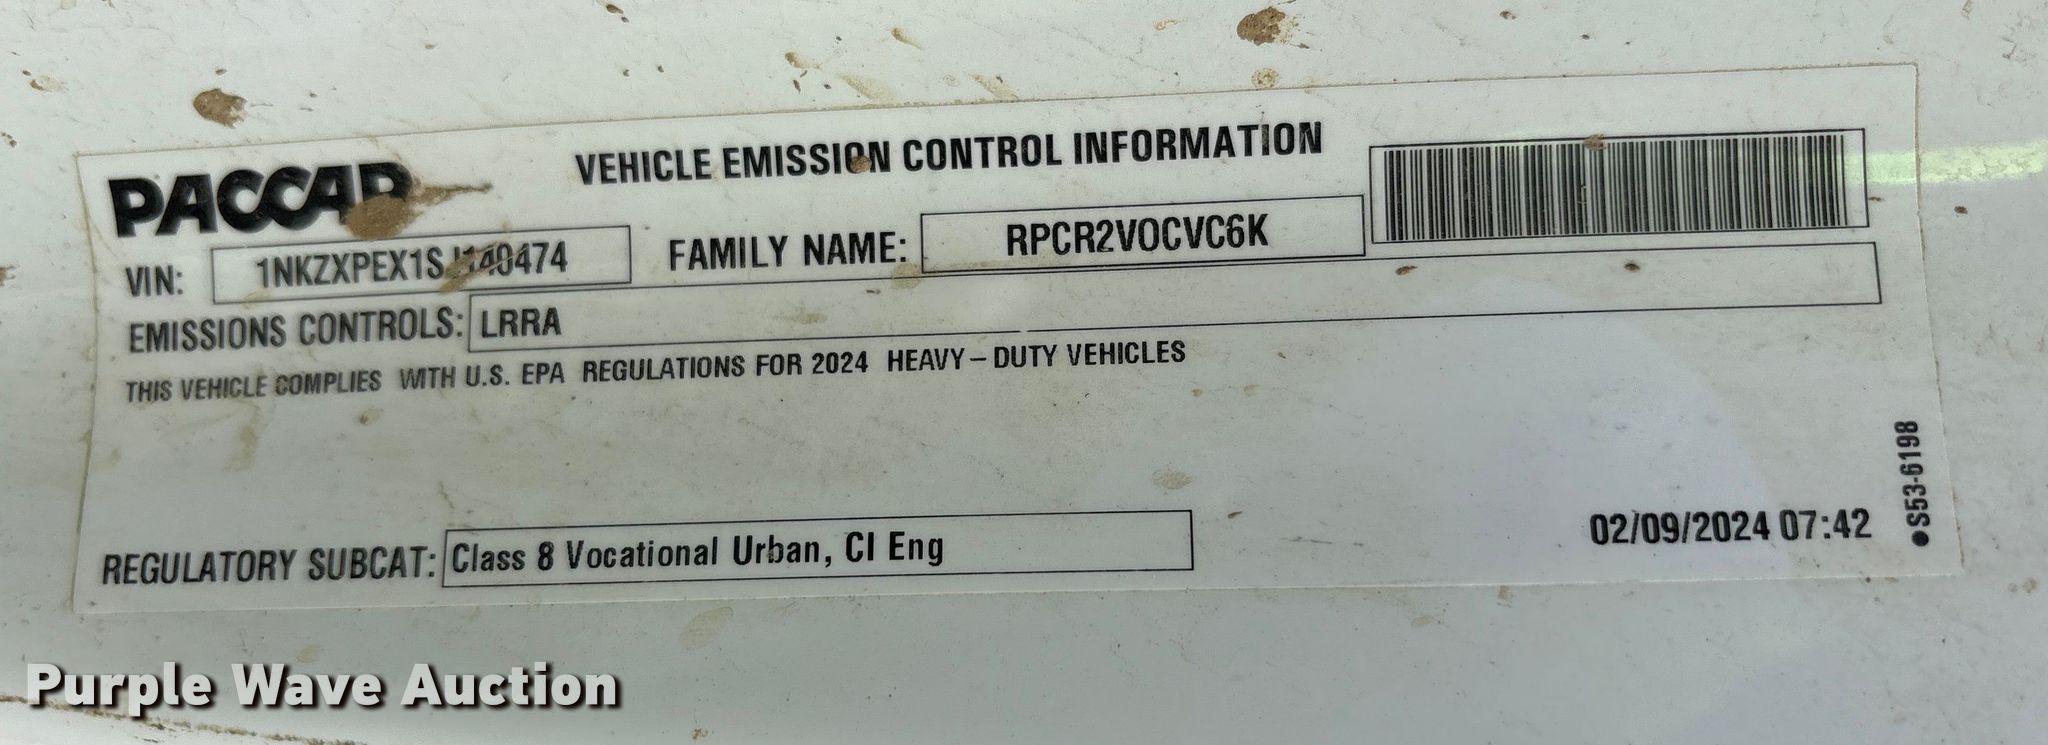 PACCAR
VEHICLE EMISSION CONTROL INFORMATION
VIN: 1NKZXPEX1SJ140474 FAMILY NAME: RPCR2VOCVC6K
EMISSIONS CONTROLS: LRRA
THIS VEHICLE COMPLIES WITH U.S. EPA REGULATIONS FOR 2024 HEAVY-DUTY VEHICLES
REGULATORY SUBCAT: Class 8 Vocational Urban, CI Eng
02/09/2024 07:42
●S53-6198
Purple Wave Auction